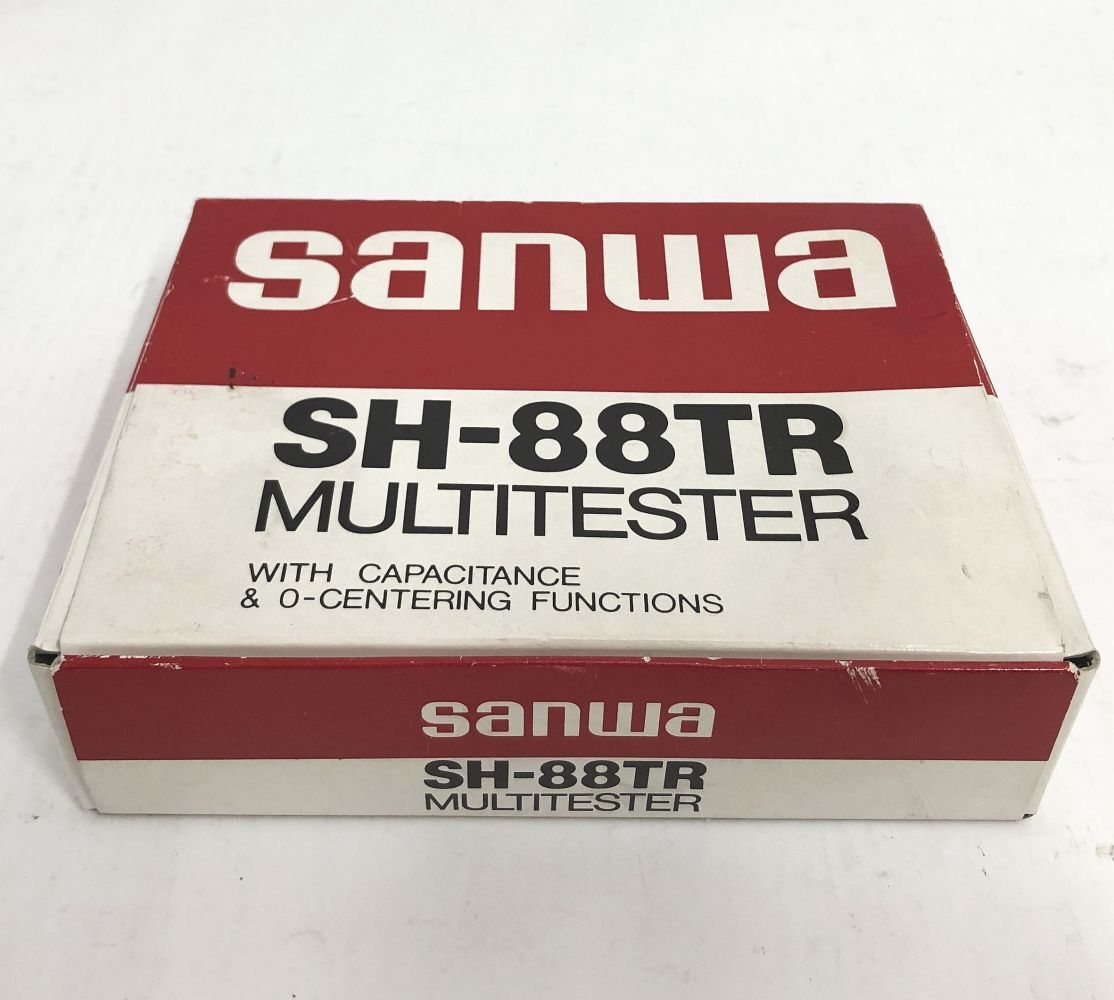 sanwa
SH-88TR
MULTITESTER
WITH CAPACITANCE
& 0-CENTERING FUNCTIONS
sanwa
SH-88TR
MULTITESTER